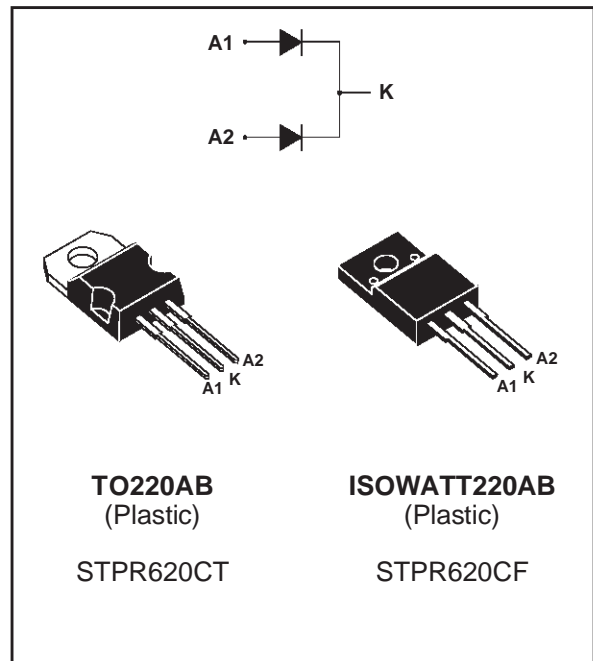 A1
K
A2
A2
K
A1
A2
K
A1
TO220AB
(Plastic)
STPR620CT
ISOWATT220AB
(Plastic)
STPR620CF